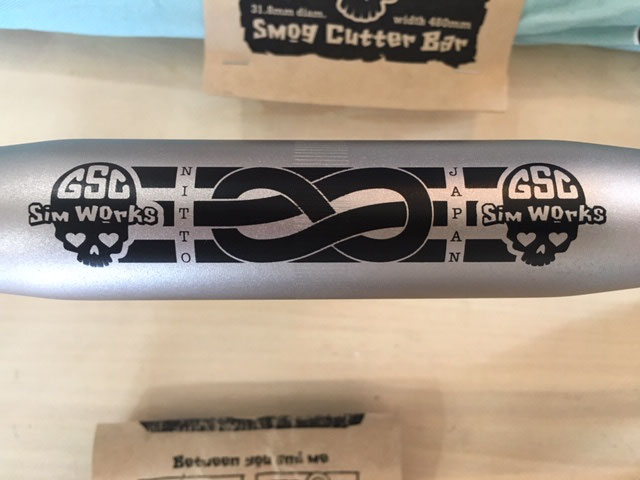 31.8mm diam. width 480mm
Smog Cutter Bar
GSC
Sim Works
NITTO
JAPAN
GSC
Sim Works
Between you and me